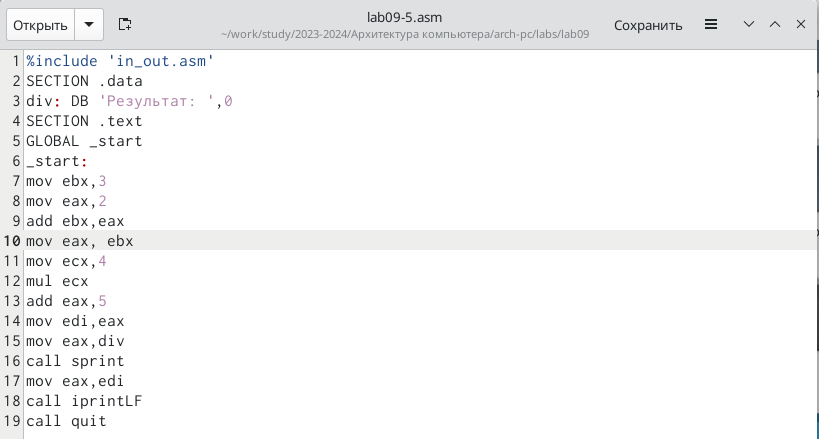 Открыть
lab09-5.asm
~/work/study/2023-2024/Архитектура компьютера/arch-pc/labs/lab09
Сохранить
1 %include 'in_out.asm'
2 SECTION .data
3 div: DB 'Результат: ',0
4 SECTION .text
5 GLOBAL _start
6 _start:
7 mov ebx,3
8 mov eax,2
9 add ebx,eax
10 mov eax, ebx
11 mov ecx,4
12 mul ecx
13 add eax,5
14 mov edi,eax
15 mov eax,div
16 call sprint
17 mov eax,edi
18 call iprintLF
19 call quit